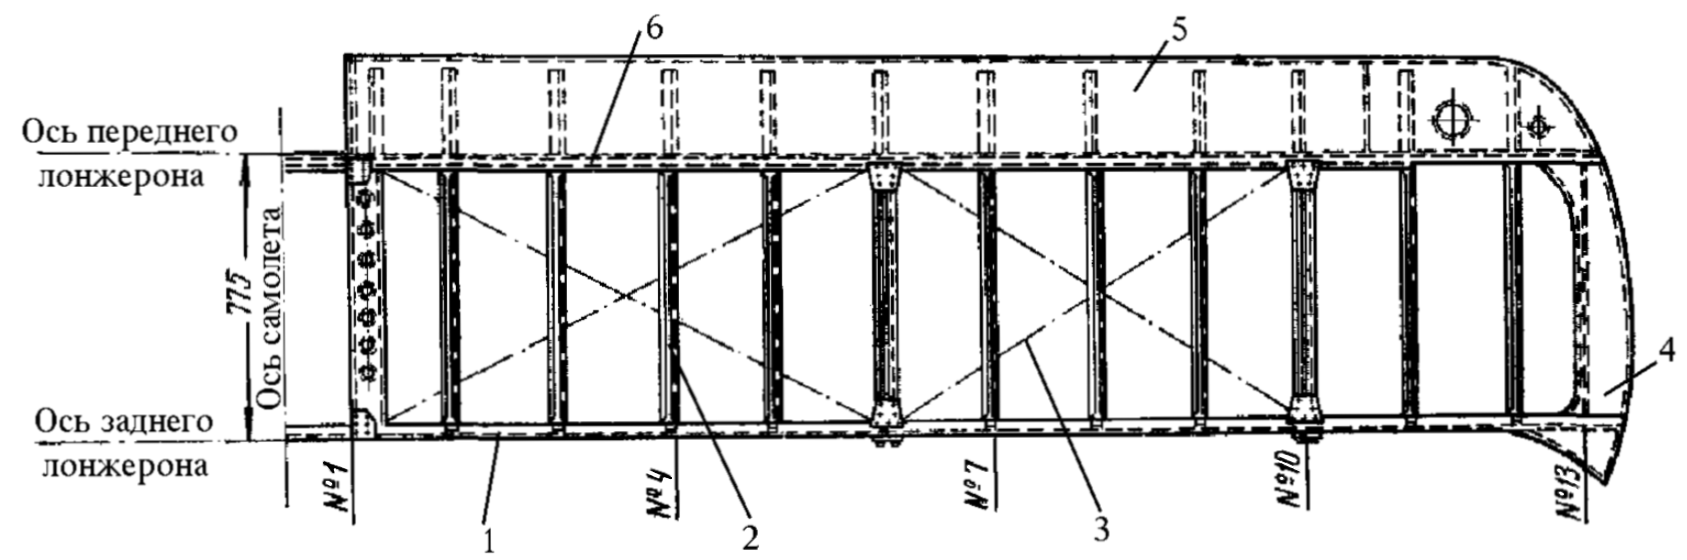 6
5
Ось переднего
лонжерона
775
Ось самолета
4
Ось заднего
лонжерона
№1
№4
№7
№10
№13
1
2
3